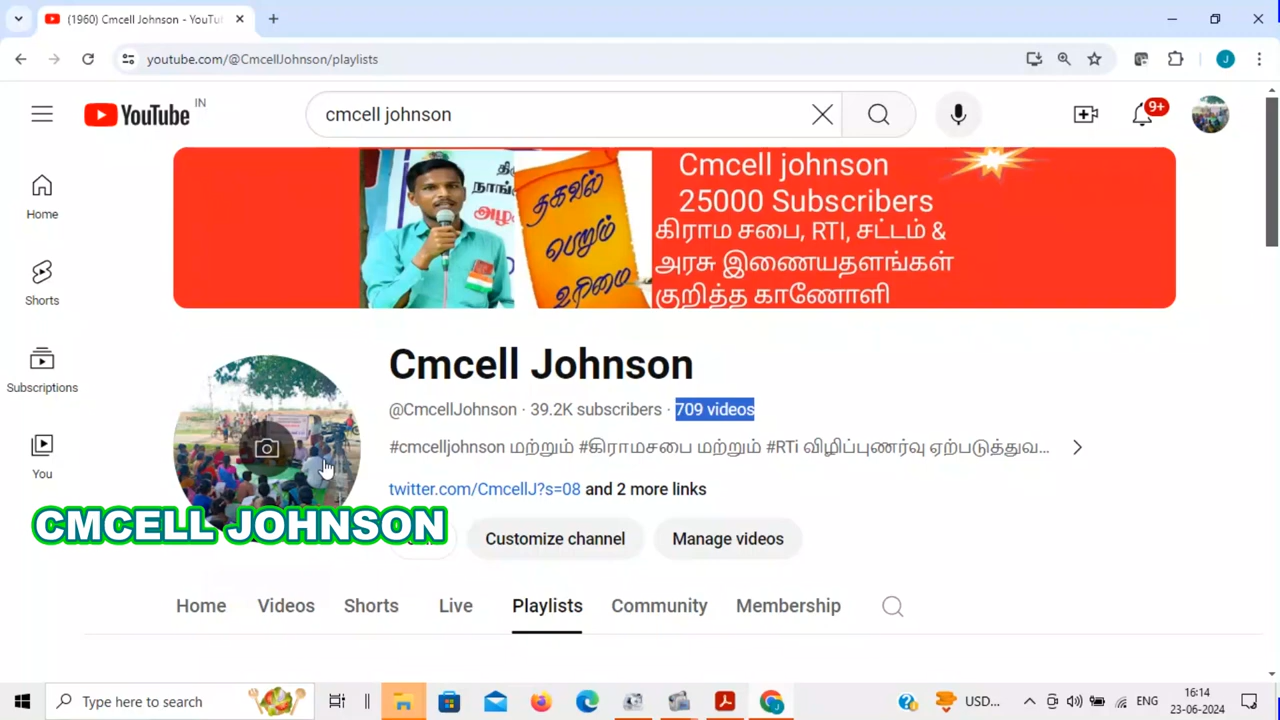 (1960) Cmcell Johnson - YouTu
youtube.com/@CmcellJohnson/playlists
YouTube IN
cmcell johnson
9+
Home
Shorts
Subscriptions
You
Cmcell johnson
25000 Subscribers
கிராம சபை, RTI, சட்டம் &
அரசு இணையதளங்கள்
குறித்த காணோளி
தகவல்
பெறும்
உரிமை
Cmcell Johnson
@CmcellJohnson · 39.2K subscribers · 709 videos
#cmcelljohnson மற்றும் #கிராமசபை மற்றும் #RTi விழிப்புணர்வு ஏற்படுத்துவ...
twitter.com/CmcellJ?s=08 and 2 more links
CMCELL JOHNSON
Customize channel
Manage videos
Home Videos Shorts Live Playlists Community Membership
Type here to search
USD...
ENG
16:14
23-06-2024